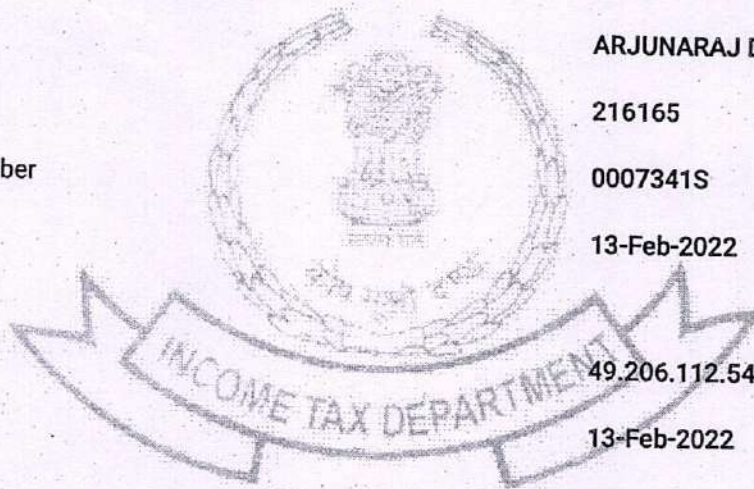 ARJUNARAJ D
216165
ber
0007341S
13-Feb-2022
INCOME TAX DEPARTMENT
49.206.112.54
13-Feb-2022